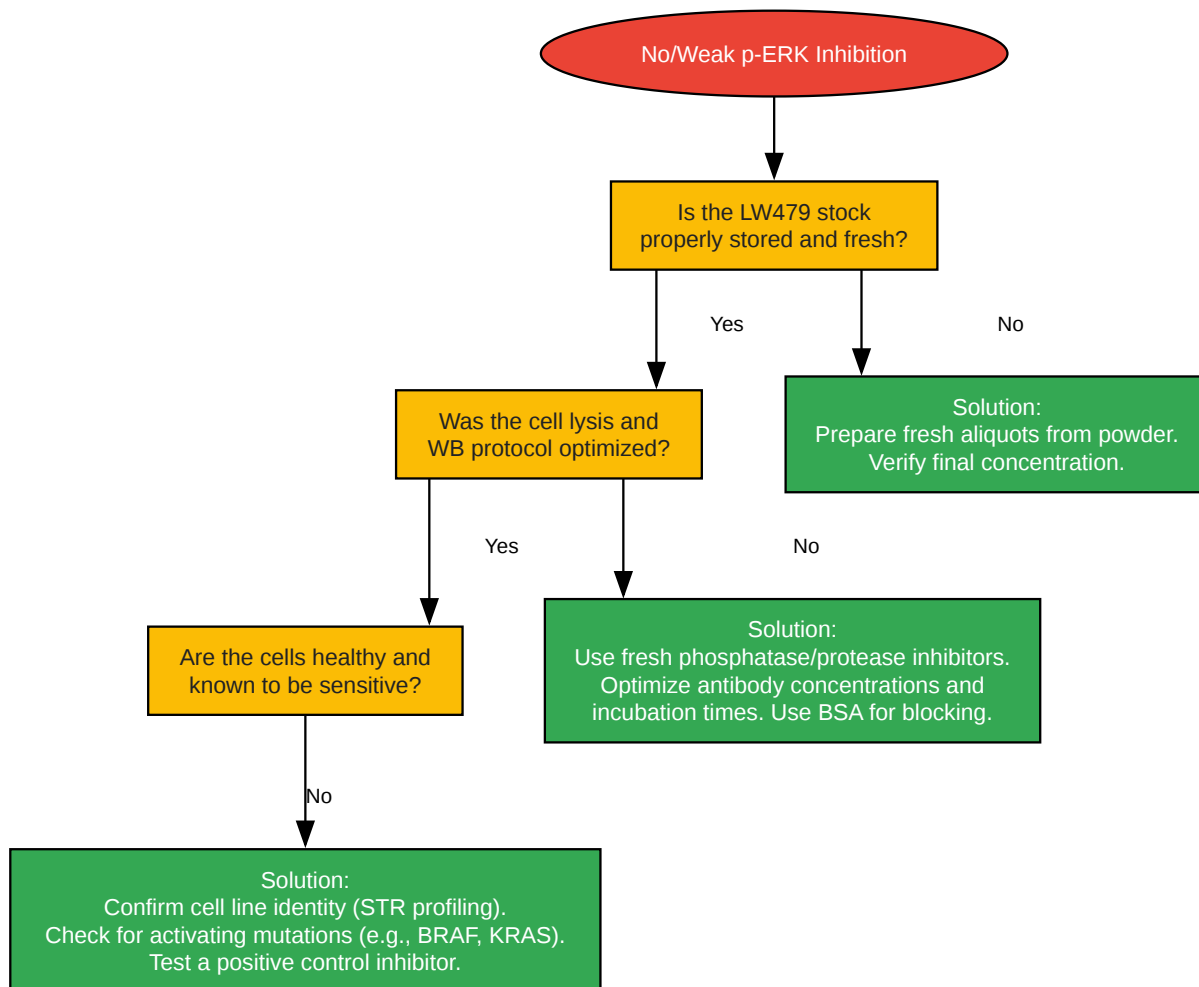 No/Weak p-ERK Inhibition
Is the LW479 stock
properly stored and fresh?
Yes
No
Was the cell lysis and
WB protocol optimized?
Solution:
Prepare fresh aliquots from powder.
Verify final concentration.
Yes
No
Are the cells healthy and
known to be sensitive?
Solution:
Use fresh phosphatase/protease inhibitors.
Optimize antibody concentrations and
incubation times. Use BSA for blocking.
No
Solution:
Confirm cell line identity (STR profiling).
Check for activating mutations (e.g., BRAF, KRAS).
Test a positive control inhibitor.